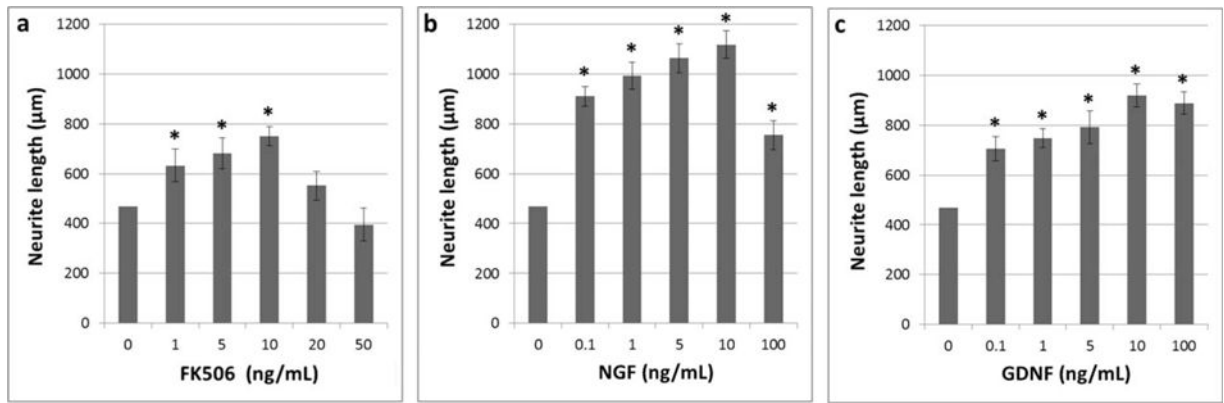 a
Neurite length (µm)
1200
1000
800
600
400
200
0
* * *
0 1 5 10 20 50
FK506 (ng/mL)
b
Neurite length (µm)
1200
1000
800
600
400
200
0
* * * * *
0 0.1 1 5 10 100
NGF (ng/mL)
c
Neurite length (µm)
1200
1000
800
600
400
200
0
* * * * *
0 0.1 1 5 10 100
GDNF (ng/mL)